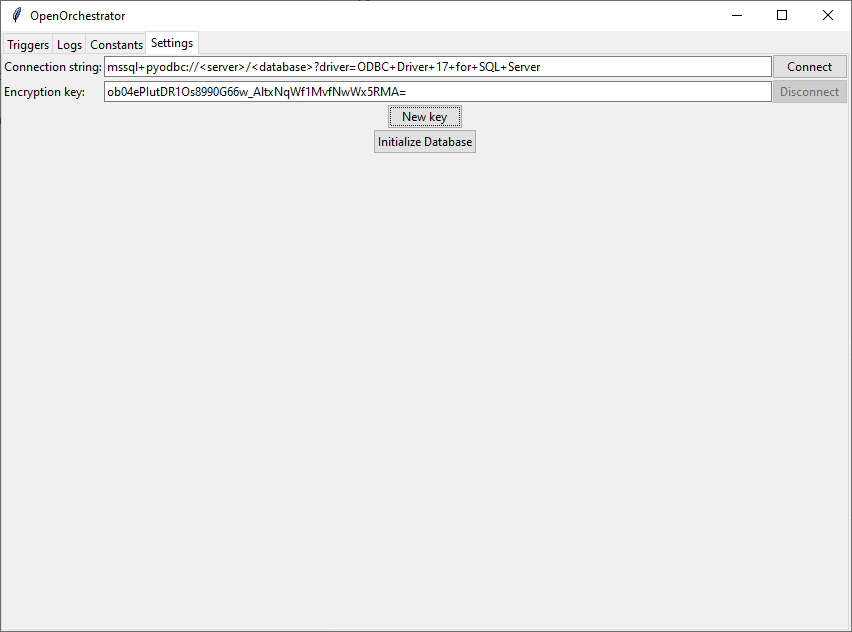 OpenOrchestrator
Triggers Logs Constants Settings
Connection string: mssql+pyodbc://<server>/<database>?driver=ODBC+Driver+17+for+SQL+Server Connect
Encryption key: ob04ePIutDR1Os8990G66w_AItxNqWf1MvfNwWx5RMA= Disconnect
New key
Initialize Database